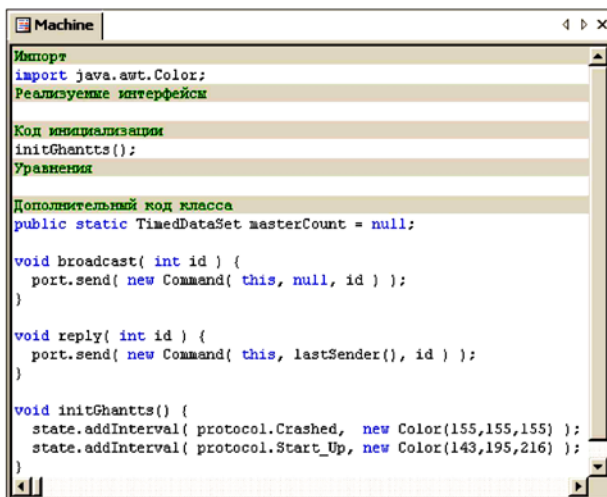 Machine
Импорт
import java.awt.Color;
Реализуемые интерфейсы
Код инициализации
initGhantts();
Уравнения
Дополнительный код класса
public static TimedDataSet masterCount = null;
void broadcast( int id ) {
port.send( new Command( this, null, id ) );
}
void reply( int id ) {
port.send( new Command( this, lastSender(), id ) );
}
void initGhantts() {
state.addInterval( protocol.Crashed, new Color(155,155,155) );
state.addInterval( protocol.Start_Up, new Color(143,195,216) );
}